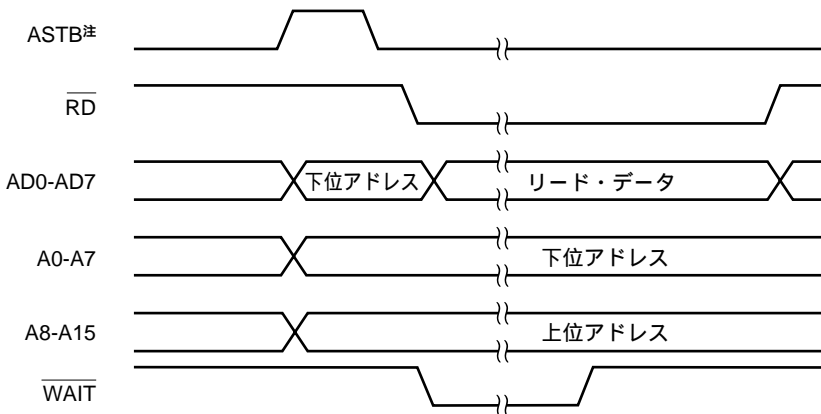 ASTB注
RD
AD0-AD7 下位アドレス リード・データ
A0-A7 下位アドレス
A8-A15 上位アドレス
WAIT